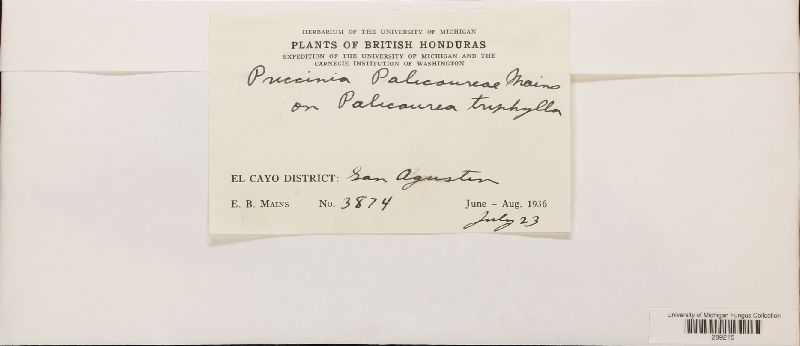 HERBARIUM OF THE UNIVERSITY OF MICHIGAN
PLANTS OF BRITISH HONDURAS
EXPEDITION OF THE UNIVERSITY OF MICHIGAN AND THE
CARNEGIE INSTITUTION OF WASHINGTON
Puccinia Palicoureae Mains
on Palicourea triphylla
EL CAYO DISTRICT: San Agustin
E. B. MAINS No. 3874 June – Aug. 1936
July 23
University of Michigan Fungus Collection